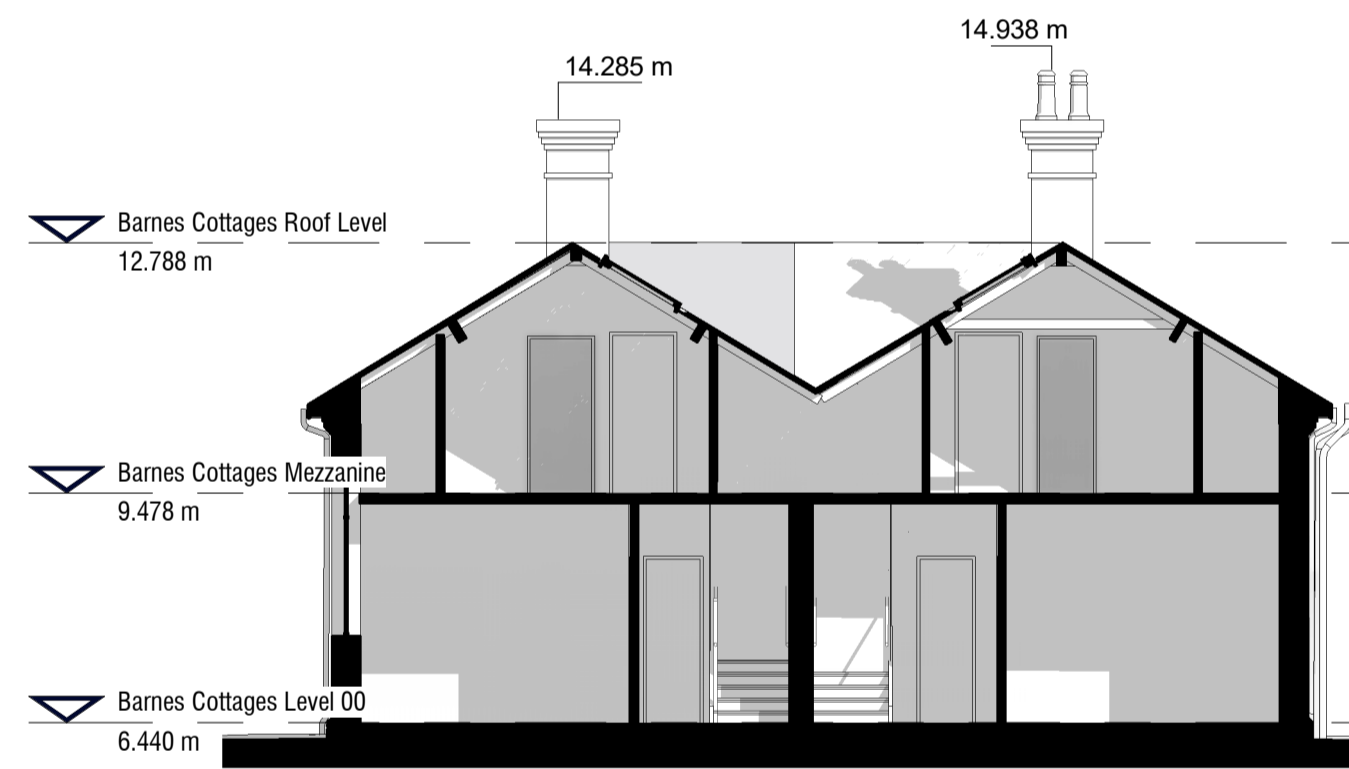 14.938 m
14.285 m
Barnes Cottages Roof Level
12.788 m
Barnes Cottages Mezzanine
9.478 m
Barnes Cottages Level 00
6.440 m